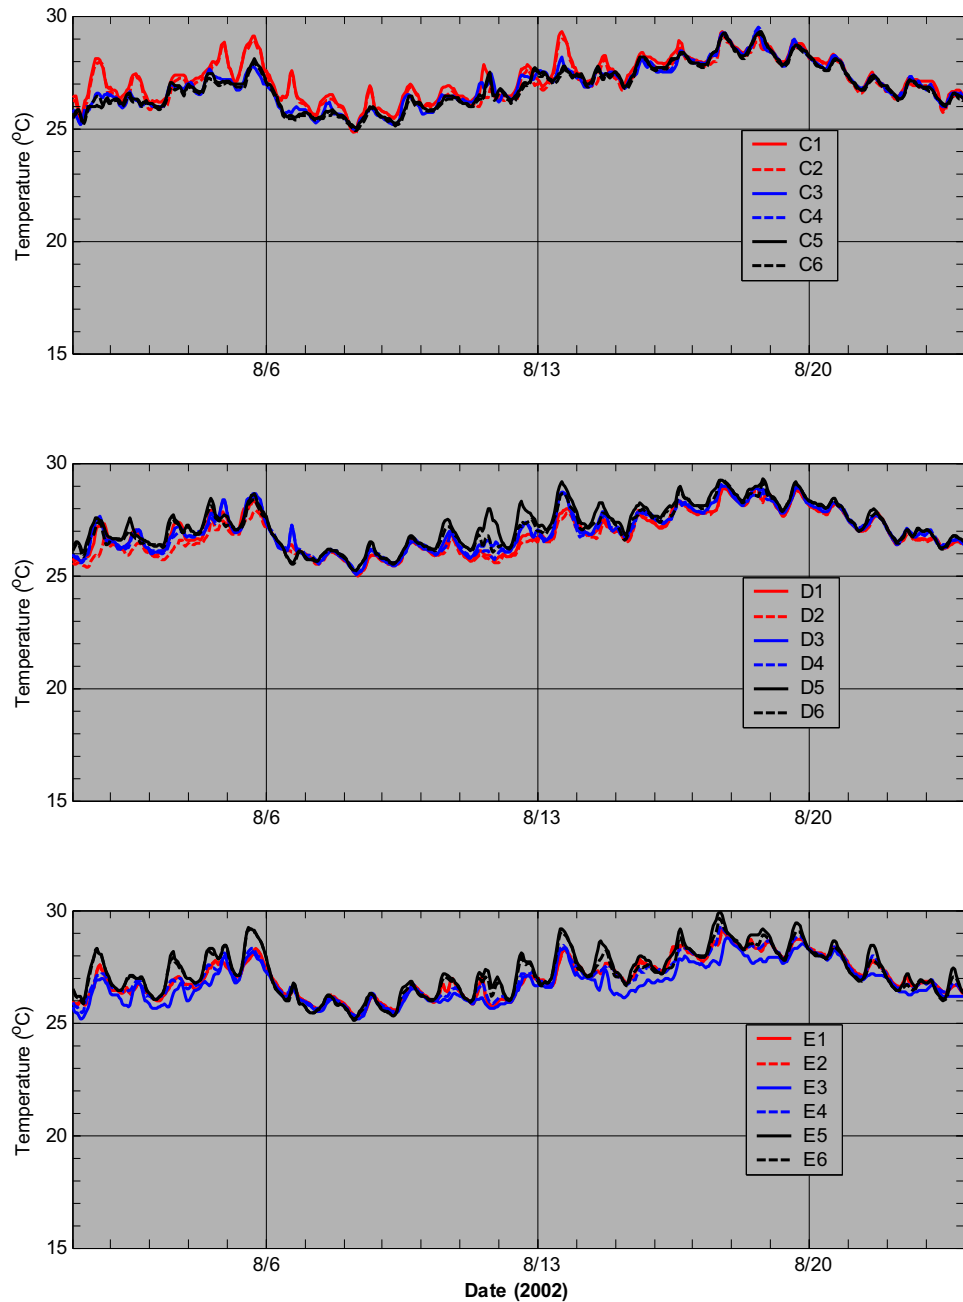 30
25
20
15
Temperature (°C)
C1
C2
C3
C4
C5
C6
8/6
8/13
8/20
30
25
20
15
Temperature (°C)
D1
D2
D3
D4
D5
D6
8/6
8/13
8/20
30
25
20
15
Temperature (°C)
E1
E2
E3
E4
E5
E6
8/6
8/13
8/20
Date (2002)